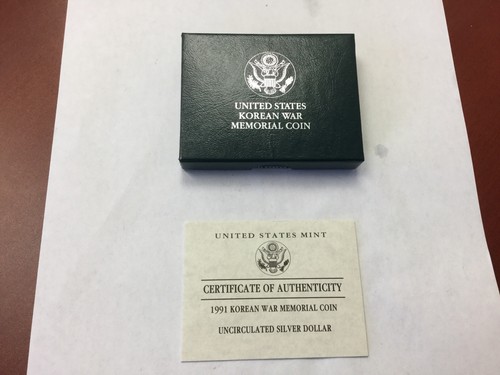 UNITED STATES
KOREAN WAR
MEMORIAL COIN
UNITED STATES MINT
CERTIFICATE OF AUTHENTICITY
1991 KOREAN WAR MEMORIAL COIN
UNCIRCULATED SILVER DOLLAR